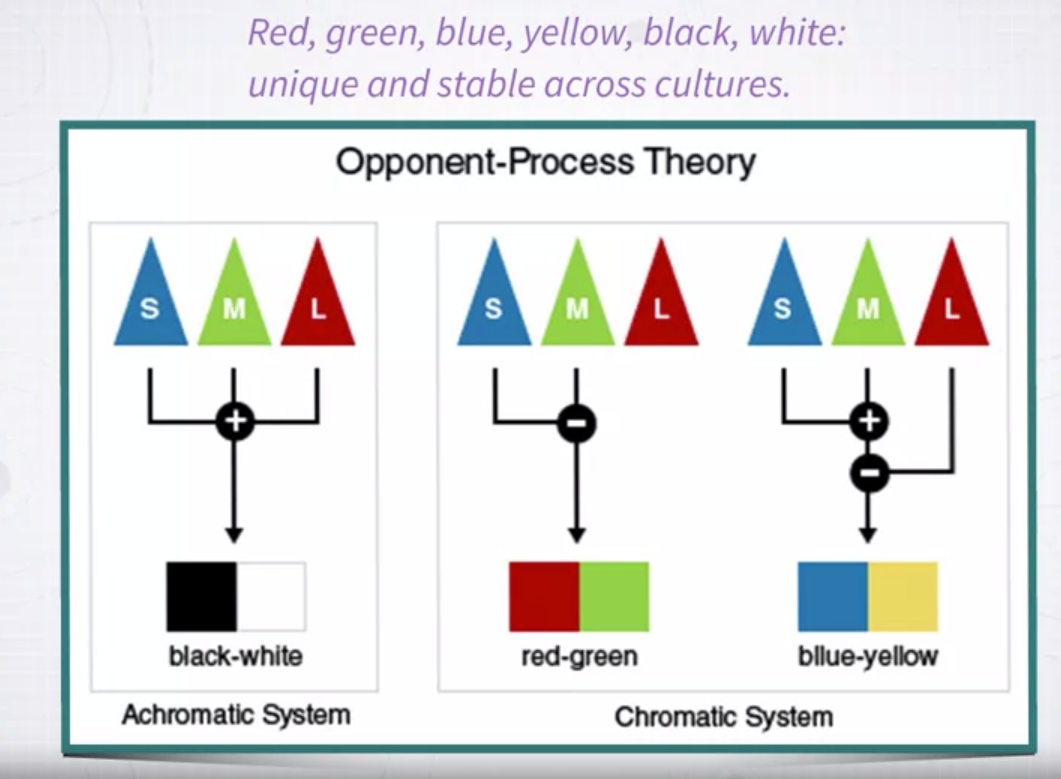 Red, green, blue, yellow, black, white:
unique and stable across cultures.
Opponent-Process Theory
S M L
S M L
S M L
+
-
+
-
black-white
red-green
bllue-yellow
Achromatic System
Chromatic System